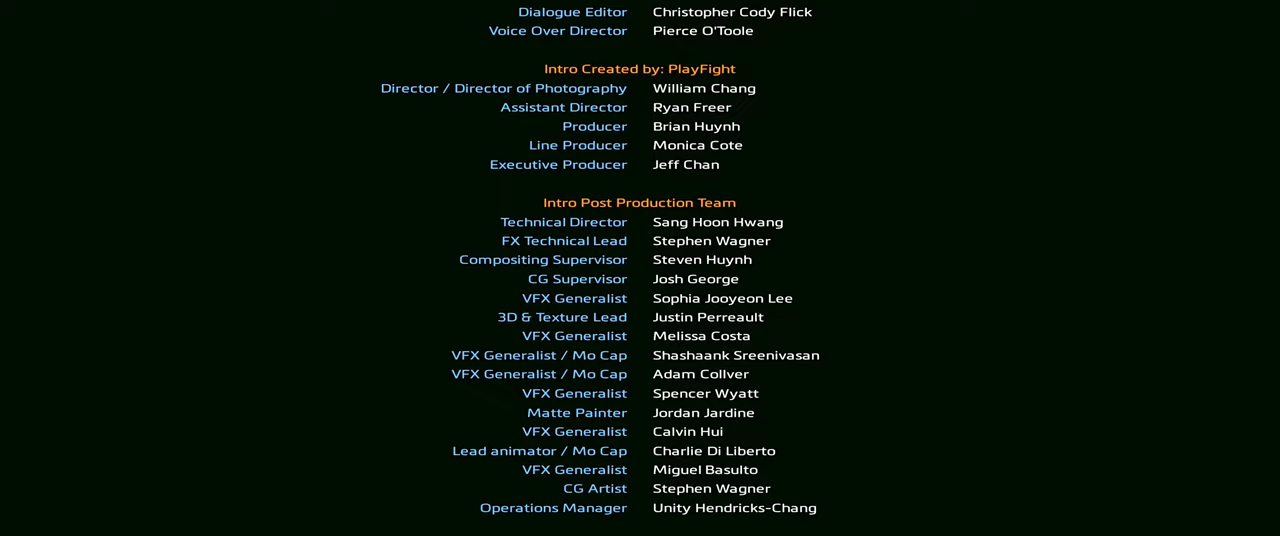 Dialogue Editor Christopher Cody Flick
Voice Over Director Pierce O'Toole
Intro Created by: PlayFight
Director / Director of Photography William Chang
Assistant Director Ryan Freer
Producer Brian Huynh
Line Producer Monica Cote
Executive Producer Jeff Chan
Intro Post Production Team
Technical Director Sang Hoon Hwang
FX Technical Lead Stephen Wagner
Compositing Supervisor Steven Huynh
CG Supervisor Josh George
VFX Generalist Sophia Jooyeon Lee
3D & Texture Lead Justin Perreault
VFX Generalist Melissa Costa
VFX Generalist / Mo Cap Shashaank Sreenivasan
VFX Generalist / Mo Cap Adam Collver
VFX Generalist Spencer Wyatt
Matte Painter Jordan Jardine
VFX Generalist Calvin Hui
Lead animator / Mo Cap Charlie Di Liberto
VFX Generalist Miguel Basulto
CG Artist Stephen Wagner
Operations Manager Unity Hendricks-Chang